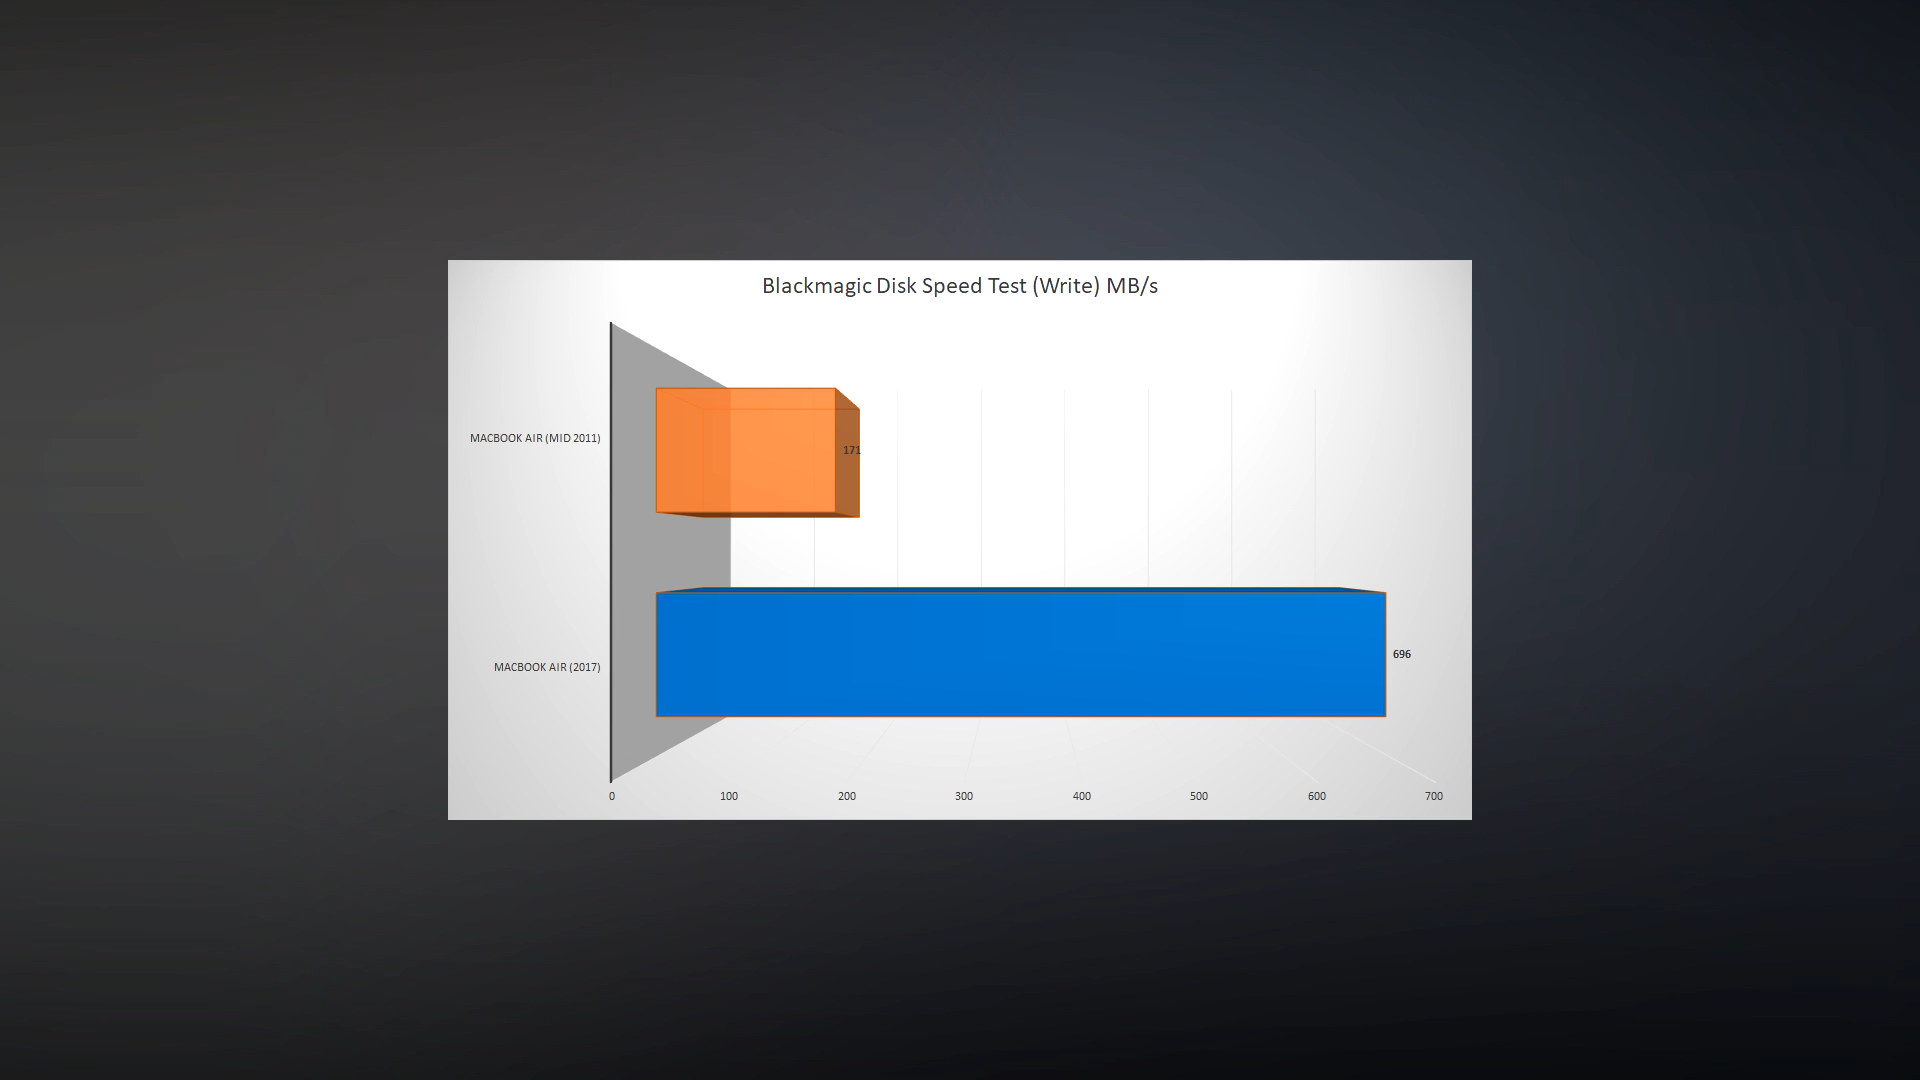 Blackmagic Disk Speed Test (Write) MB/s
MACBOOK AIR (MID 2011)
171
MACBOOK AIR (2017)
696
0 100 200 300 400 500 600 700